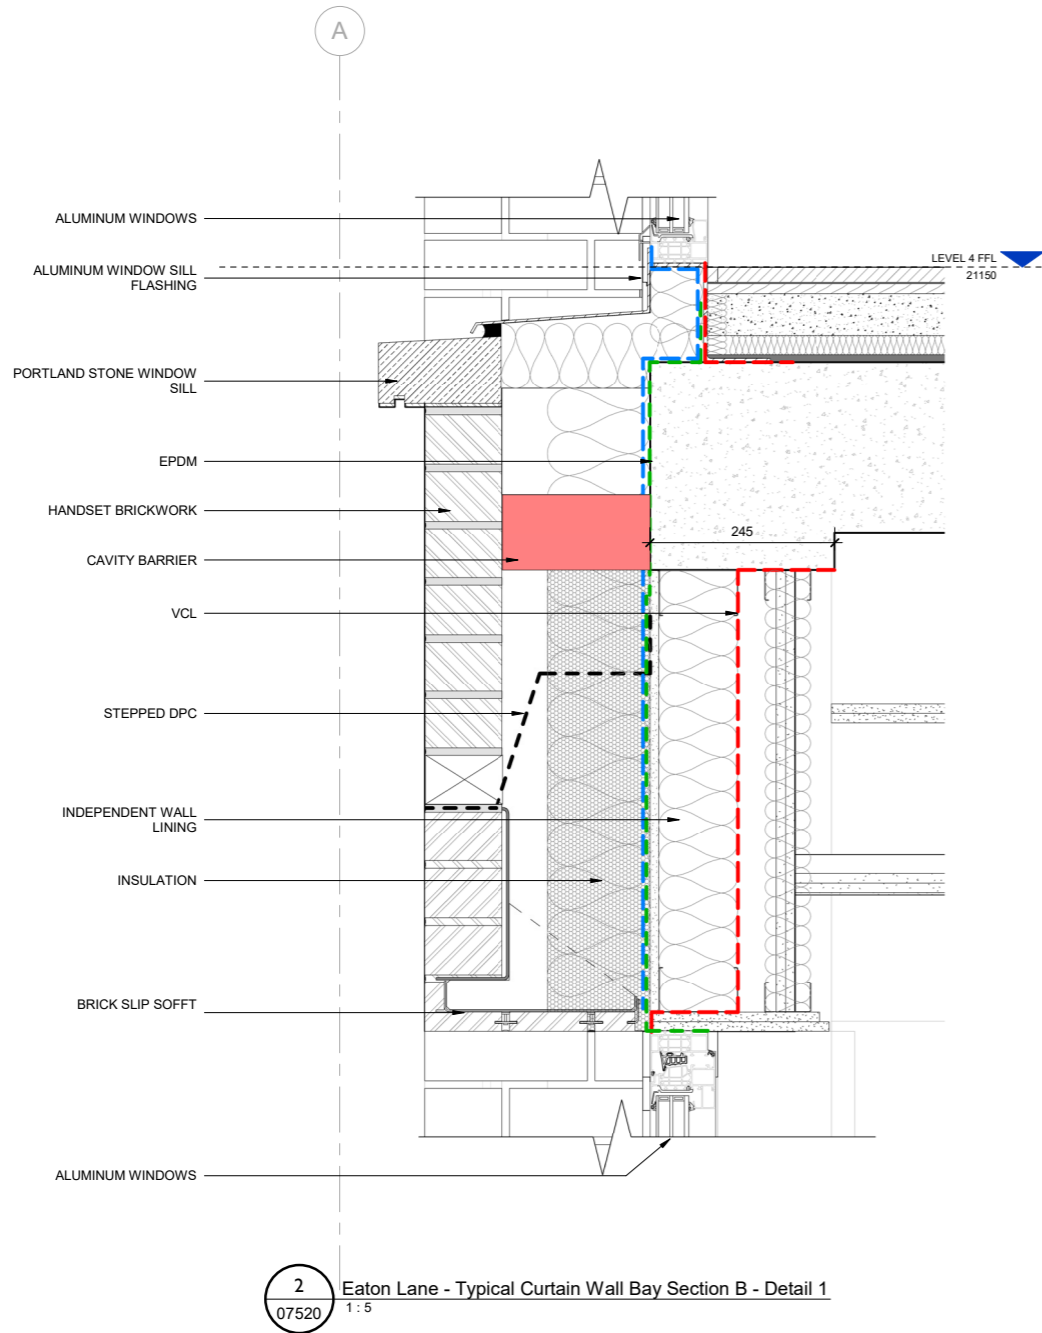 A
ALUMINUM WINDOWS
ALUMINUM WINDOW SILL
FLASHING
LEVEL 4 FFL
21150
PORTLAND STONE WINDOW
SILL
EPDM
HANDSET BRICKWORK
245
CAVITY BARRIER
VCL
STEPPED DPC
INDEPENDENT WALL
LINING
INSULATION
BRICK SLIP SOFFT
ALUMINUM WINDOWS
2
07520
Eaton Lane - Typical Curtain Wall Bay Section B - Detail 1
1 : 5